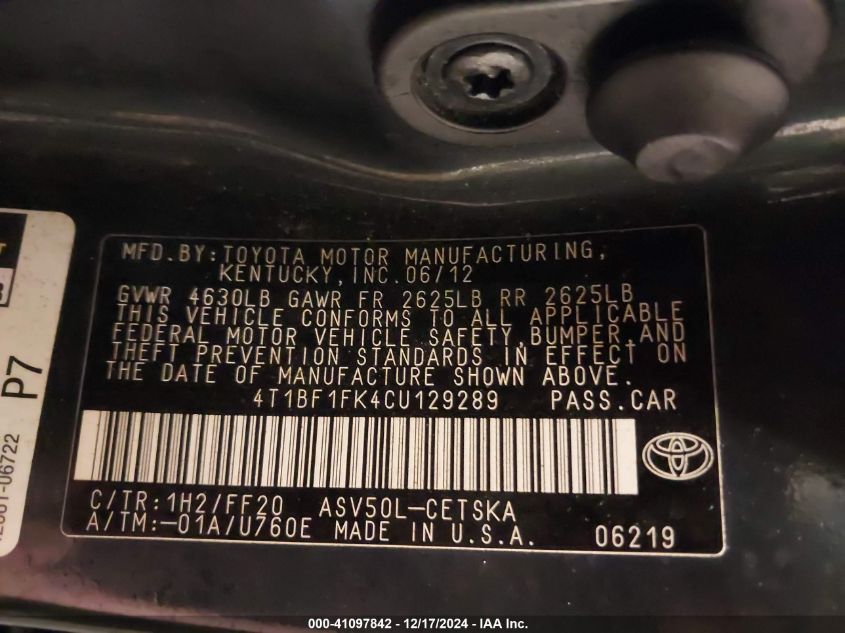 MFD.BY:TOYOTA MOTOR MANUFACTURING,
KENTUCKY,INC.06/12
GVWR 4630LB GAWR FR 2625LB RR 2625LB
THIS VEHICLE CONFORMS TO ALL APPLICABLE
FEDERAL MOTOR VEHICLE SAFETY,BUMPER,AND
THEFT PREVENTION STANDARDS IN EFFECT ON
THE DATE OF MANUFACTURE SHOWN ABOVE.
4T1BF1FK4CU129289 PASS.CAR
C/TR:1H2/FF20 ASV50L-CETSKA
A/TM:-01A/U760E MADE IN U.S.A. 06219
P7
000-41097842 - 12/17/2024 - IAA Inc.